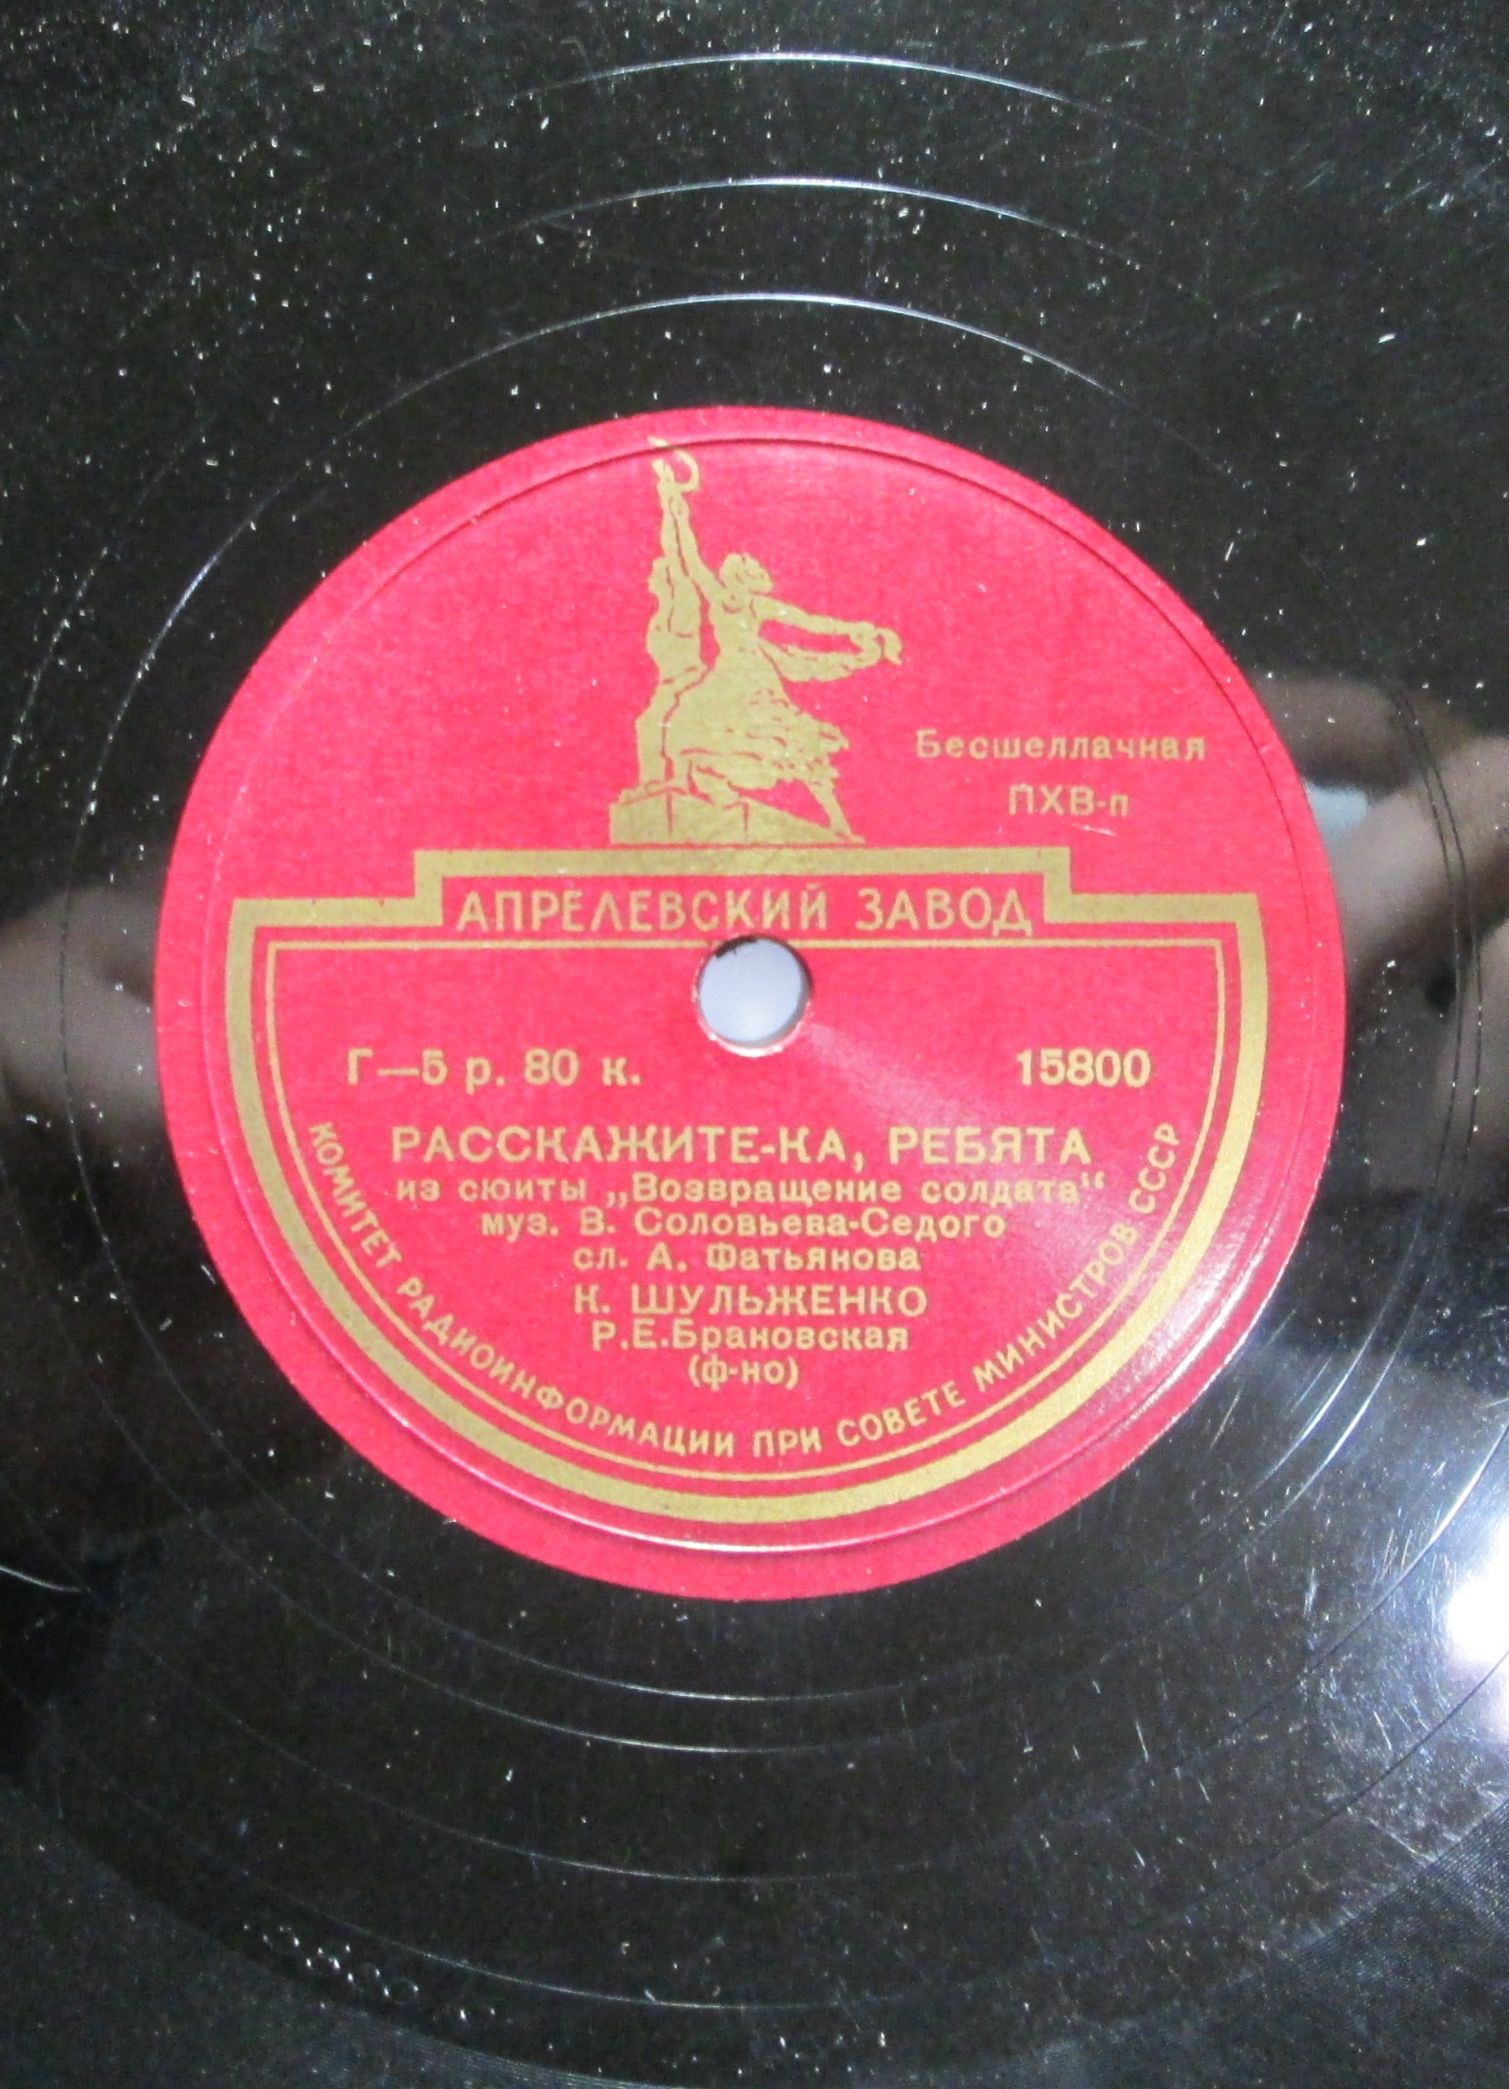 Бесшеллачная
ПХВ-п
АПРЕЛЕВСКИЙ ЗАВОД
Г—5 р. 80 к. 15800
РАССКАЖИТЕ-КА, РЕБЯТА
из сюиты „Возвращение солдата“
муз. В. Соловьева-Седого
сл. А. Фатьянова
К. ШУЛЬЖЕНКО
Р.Е.Брановская
(ф-но)
КОМИТЕТ РАДИОИНФОРМАЦИИ ПРИ СОВЕТЕ МИНИСТРОВ СССР